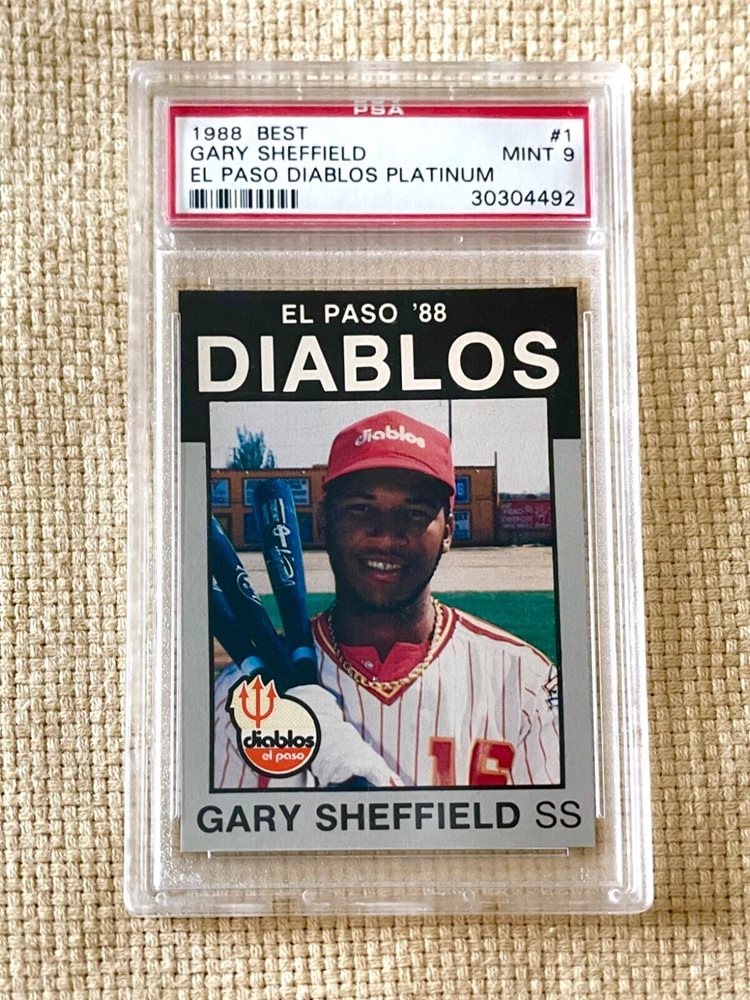 PSA
1988 BEST #1
GARY SHEFFIELD MINT 9
EL PASO DIABLOS PLATINUM
30304492
EL PASO '88
DIABLOS
diablos
16
diablos
el paso
GARY SHEFFIELD SS